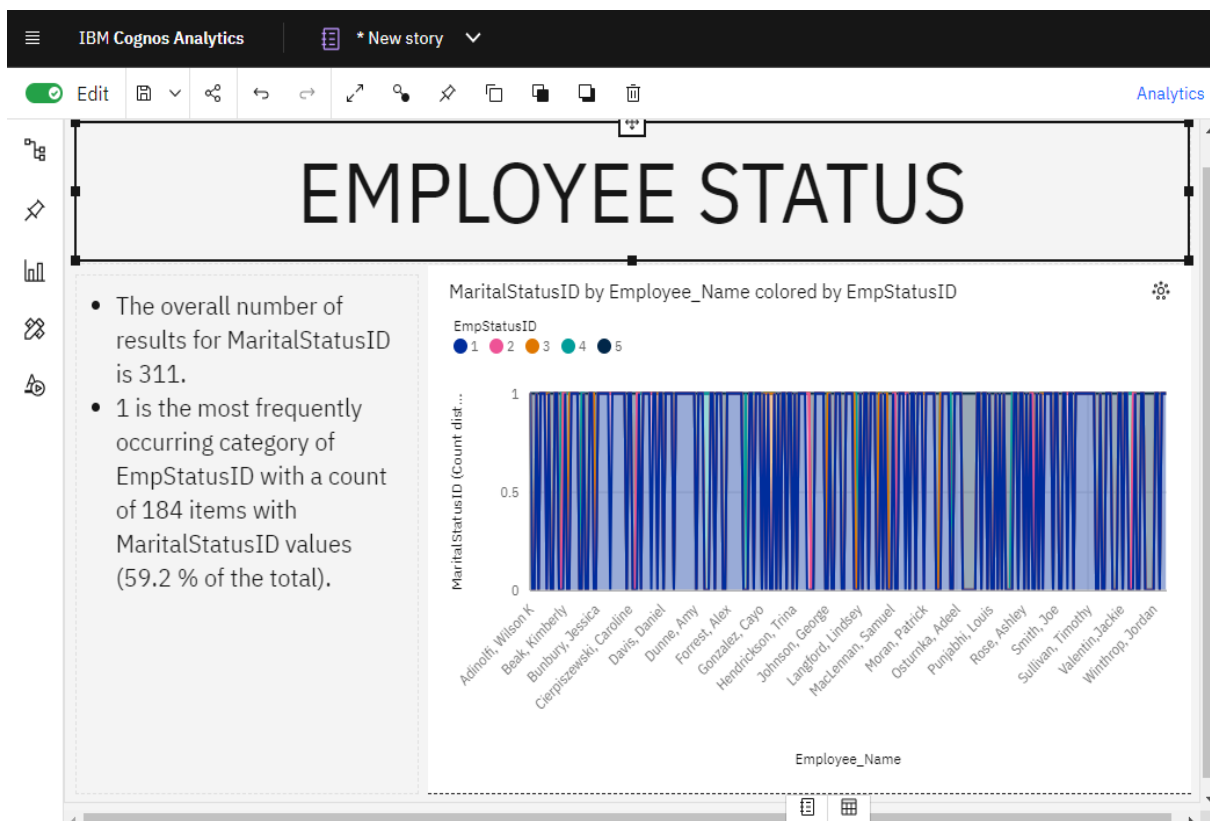 IBM Cognos Analytics
* New story
Edit
Analytics
EMPLOYEE STATUS
• The overall number of
results for MaritalStatusID
is 311.
• 1 is the most frequently
occurring category of
EmpStatusID with a count
of 184 items with
MaritalStatusID values
(59.2 % of the total).
MaritalStatusID by Employee_Name colored by EmpStatusID
EmpStatusID
1 2 3 4 5
MaritalStatusID (Count dist...
1
0.5
0
Adinolfi, Wilson K
Beak, Kimberly
Bunbury, Jessica
Cierpiszewski, Caroline
Davis, Daniel
Dunne, Amy
Forrest, Alex
Gonzalez, Cayo
Hendrickson, Trina
Johnson, George
Langford, Lindsey
MacLennan, Samuel
Moran, Patrick
Osturnka, Adeel
Punjabhi, Louis
Rose, Ashley
Smith, Joe
Sullivan, Timothy
Valentin,Jackie
Winthrop, Jordan
Employee_Name